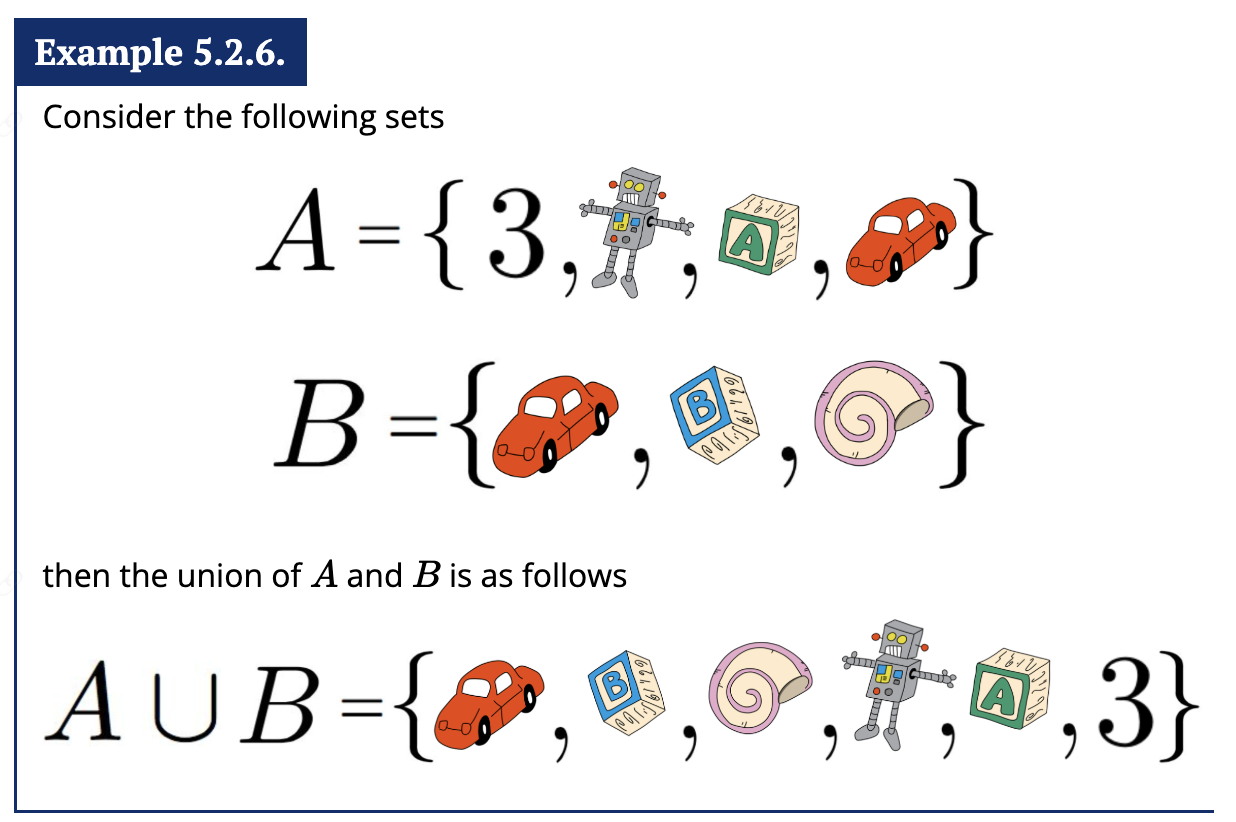 Example 5.2.6.
Consider the following sets
A = { 3, , A , }
B = { , B , }
then the union of A and B is as follows
A ∪ B = { , B , , , A , 3}